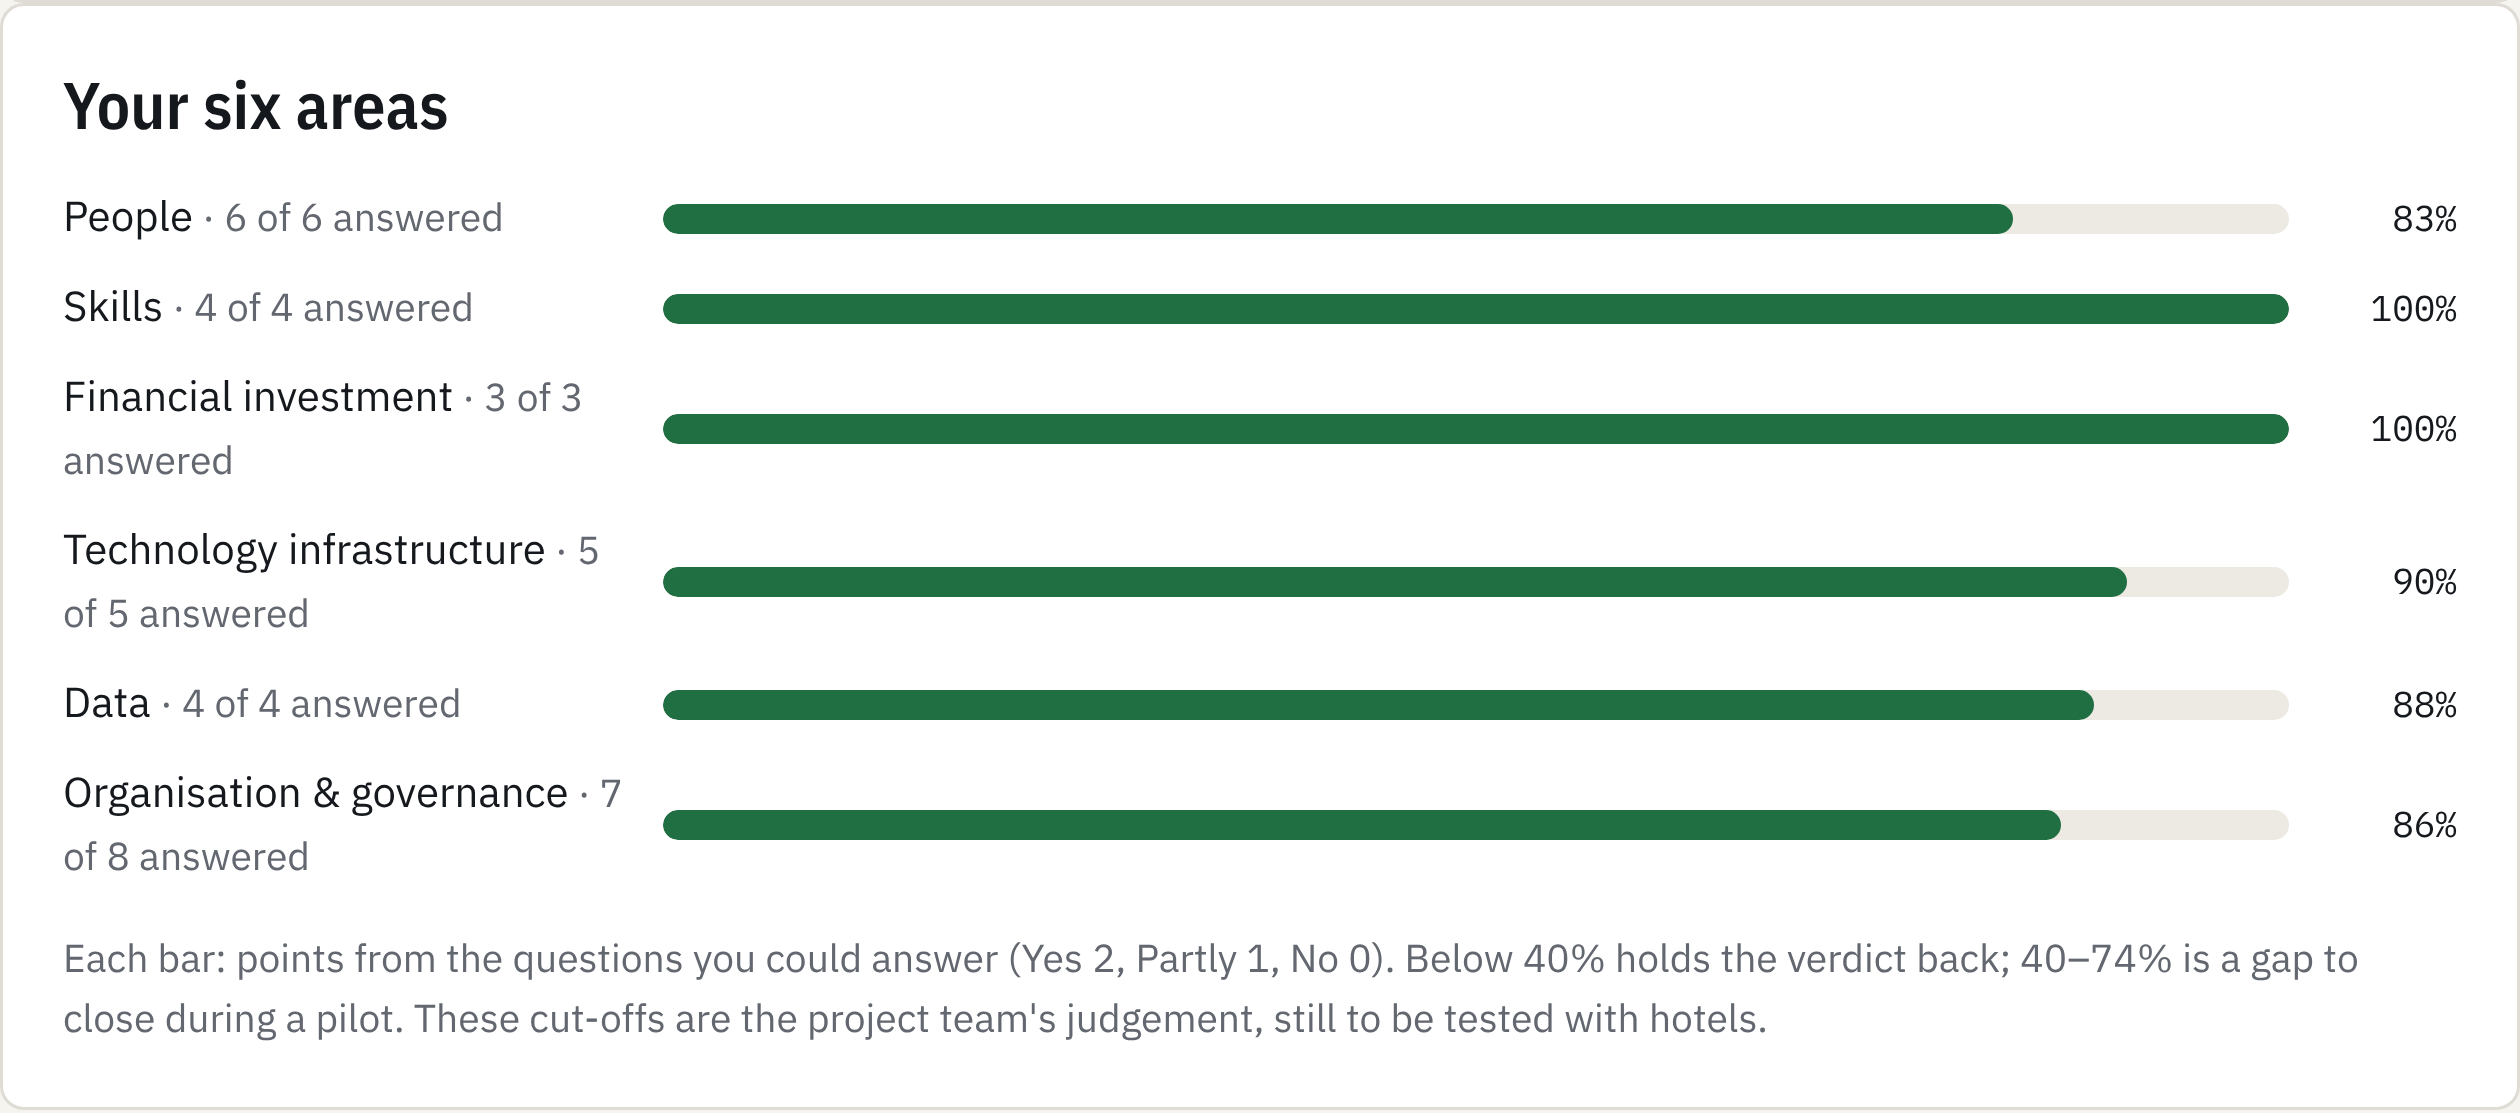 Your six areas
People · 6 of 6 answered
83%
Skills · 4 of 4 answered
100%
Financial investment · 3 of 3
answered
100%
Technology infrastructure · 5
of 5 answered
90%
Data · 4 of 4 answered
88%
Organisation & governance · 7
of 8 answered
86%
Each bar: points from the questions you could answer (Yes 2, Partly 1, No 0). Below 40% holds the verdict back; 40–74% is a gap to
close during a pilot. These cut-offs are the project team's judgement, still to be tested with hotels.